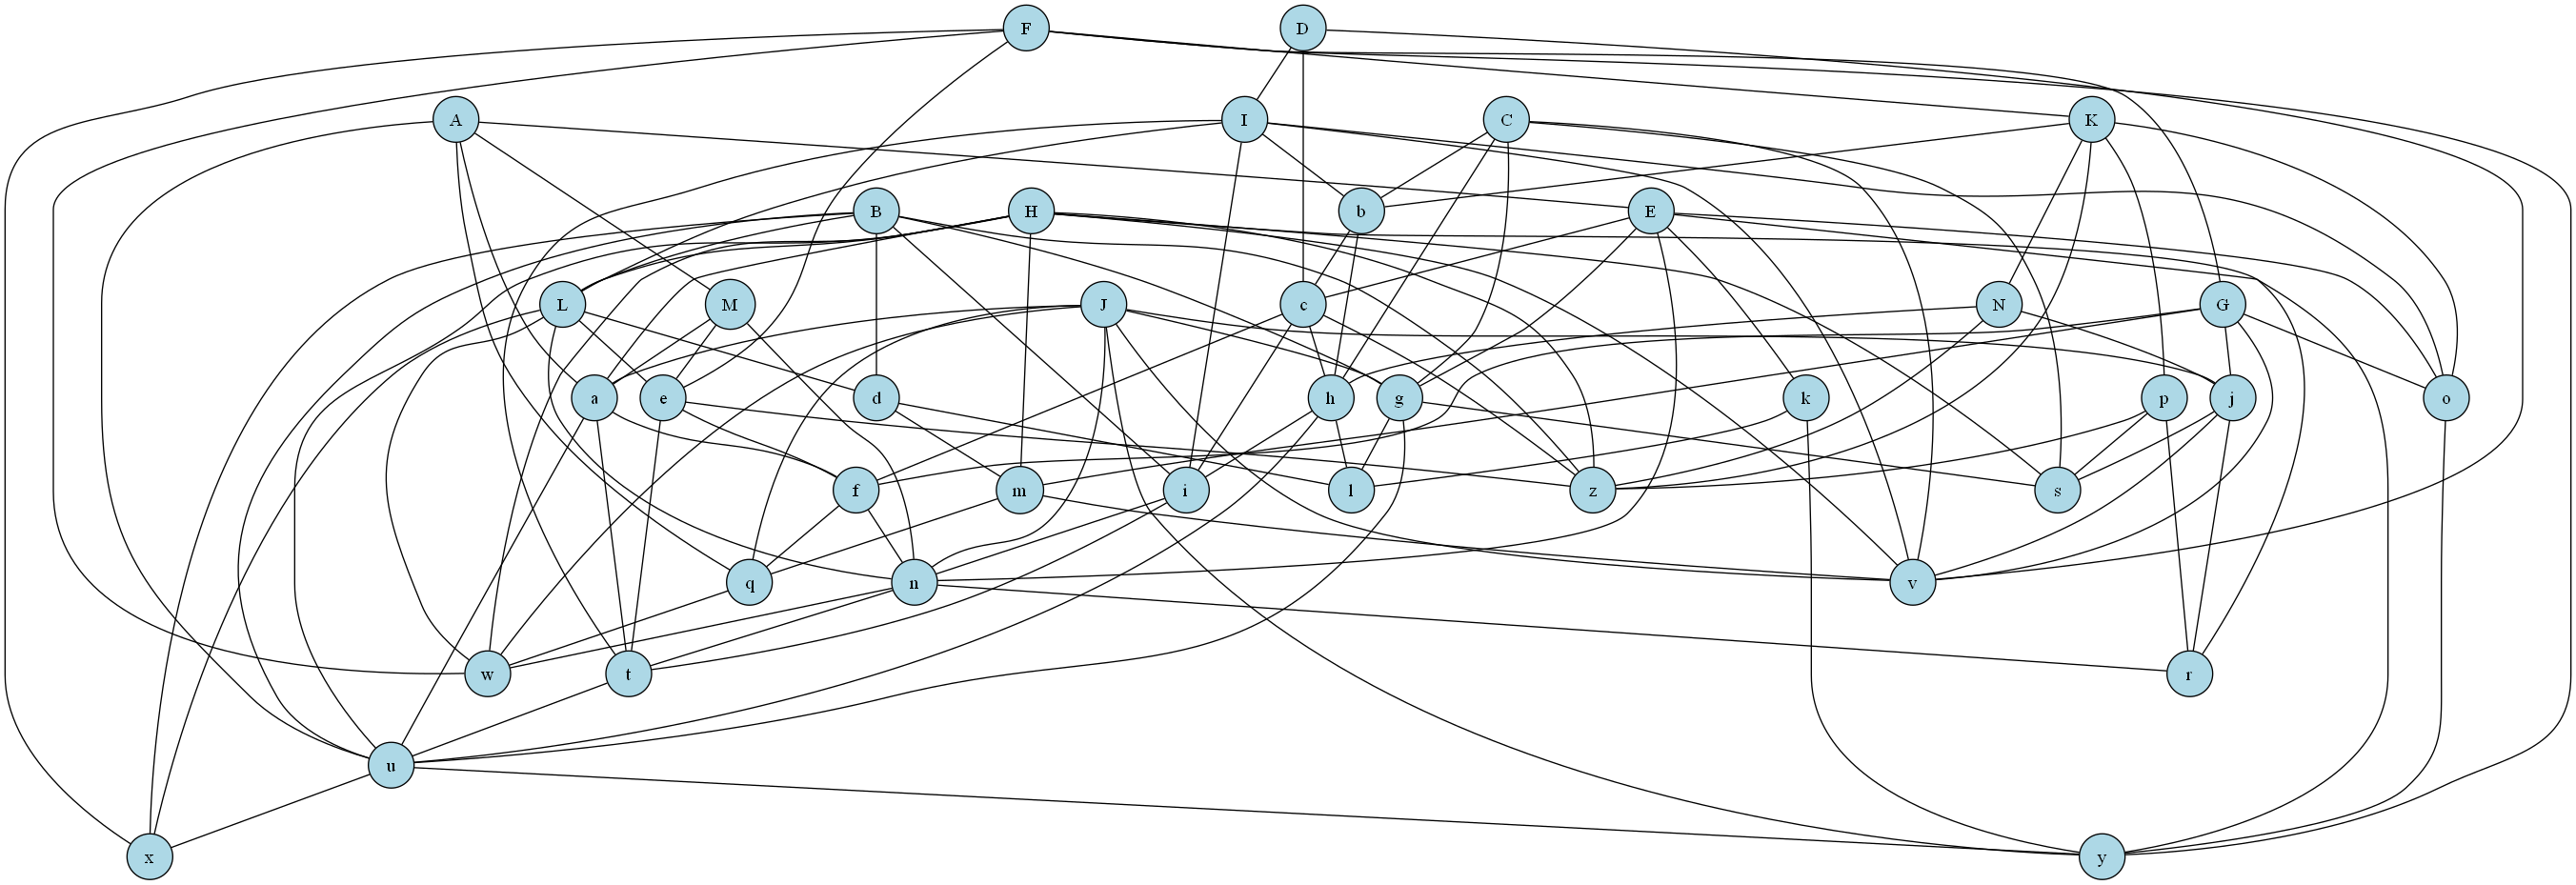 F D
A I C K
B H b E
L M J c N G
a e d h g k p j o
f m i l z s
q n v
w t r
u
x y